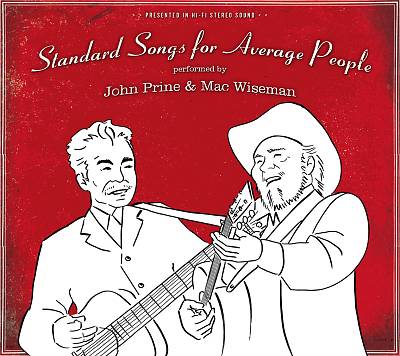 PRESENTED IN HI-FI STEREO SOUND
Standard Songs for Average People
performed by
John Prine & Mac Wiseman